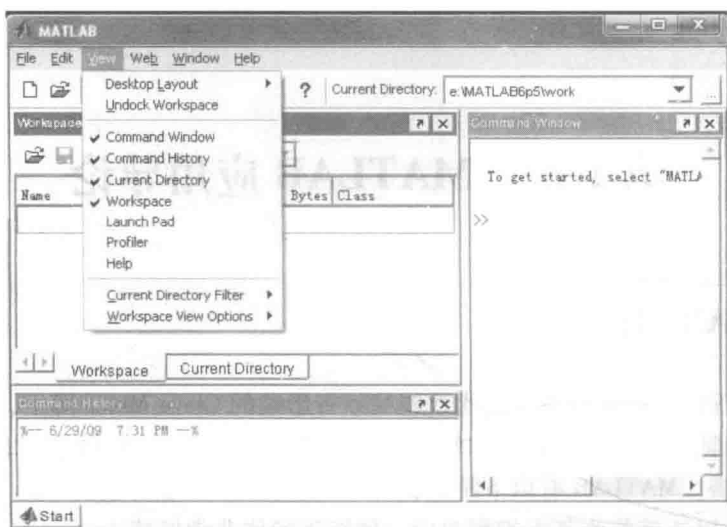 MATLAB
File Edit View Web Window Help
? Current Directory: e:\MATLAB6p5\work
Desktop Layout
Undock Workspace
Command Window
Command History
Current Directory
Workspace
Launch Pad
Profiler
Help
Current Directory Filter
Workspace View Options
Workspace
Name Bytes Class
Workspace Current Directory
Command Window
To get started, select "MATLA
>>
Command History
%-- 6/29/09 7:31 PM --%
Start